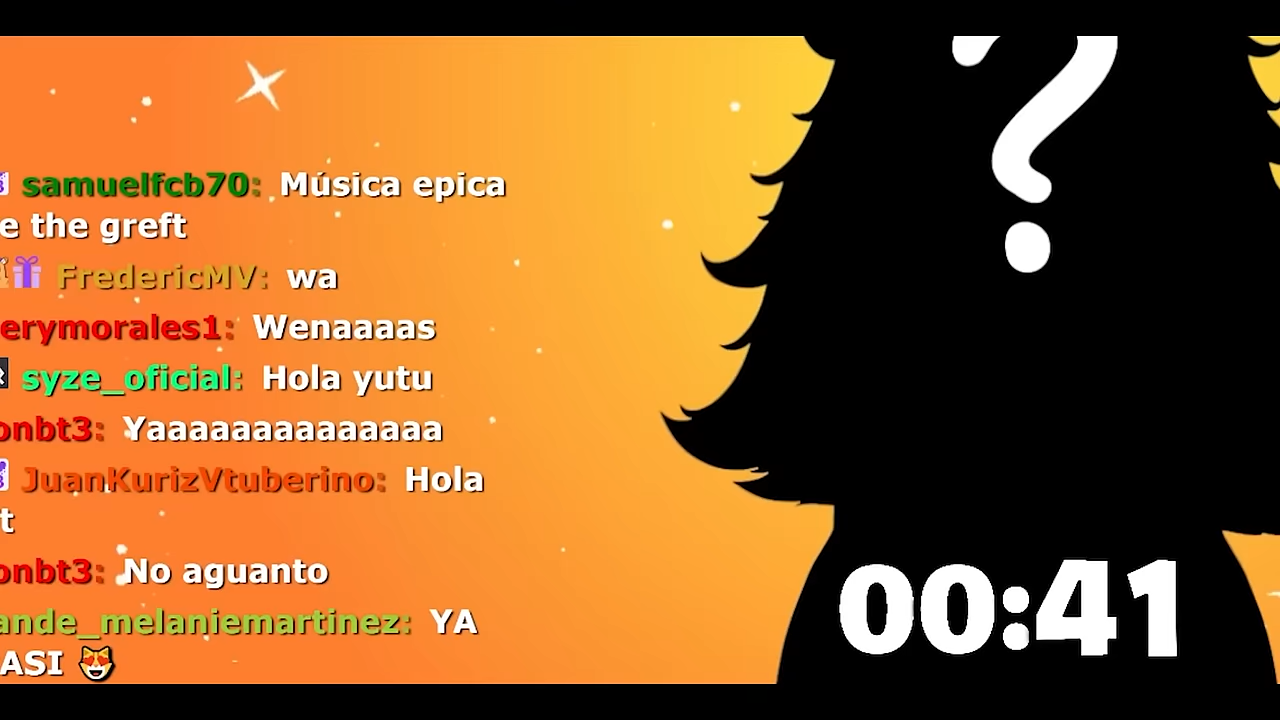 samuelfcb70: Música epica
e the greft
FredericMV: wa
erymorales1: Wenaaaas
syze_oficial: Hola yutu
onbt3: Yaaaaaaaaaaaaaa
JuanKurizVtuberino: Hola
t
onbt3: No aguanto
ande_melaniemartinez: YA
ASI 😻
?
00:41